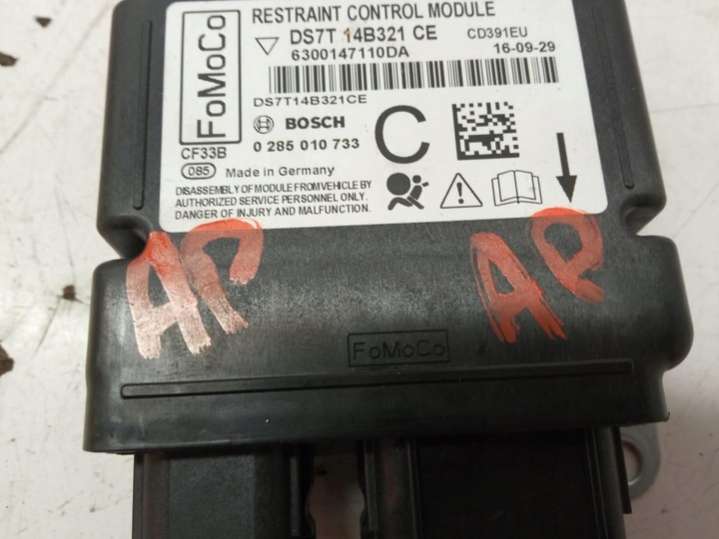 FoMoCo
RESTRAINT CONTROL MODULE
DS7T 14B321 CE CD391EU
6300147110DA 16-09-29
DS7T14B321CE
BOSCH
0 285 010 733
C
CF33B
085 Made in Germany
DISASSEMBLY OF MODULE FROM VEHICLE BY
AUTHORIZED SERVICE PERSONNEL ONLY.
DANGER OF INJURY AND MALFUNCTION.
AP AP
FoMoCo